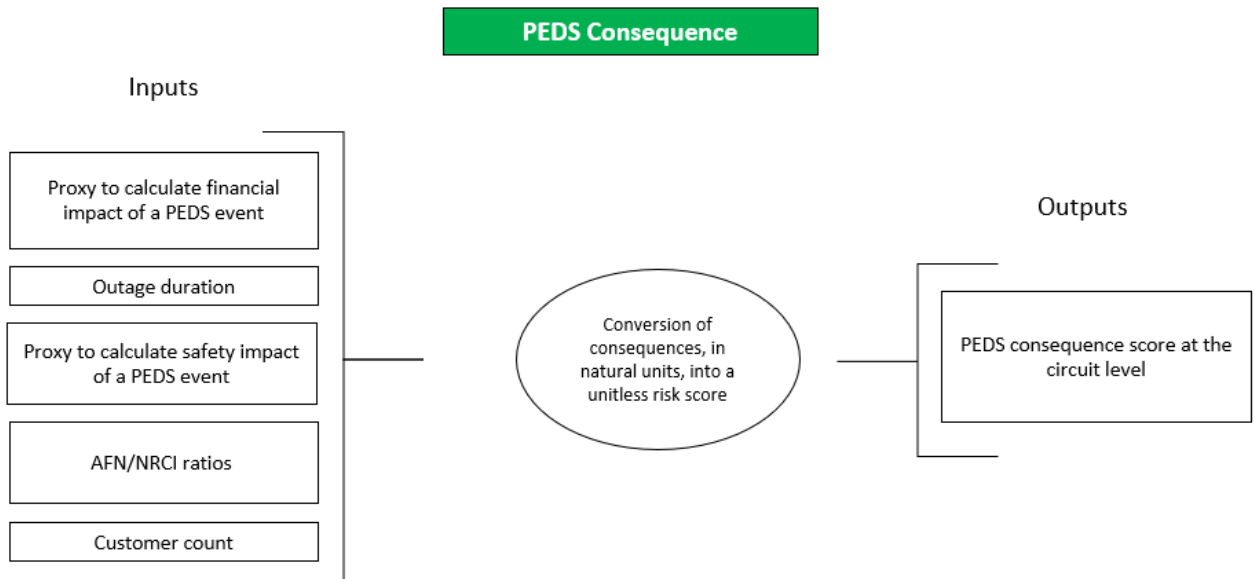 PEDS Consequence
Inputs
Proxy to calculate financial
impact of a PEDS event
Outage duration
Proxy to calculate safety impact
of a PEDS event
AFN/NRCI ratios
Customer count
Conversion of
consequences, in
natural units, into a
unitless risk score
Outputs
PEDS consequence score at the
circuit level